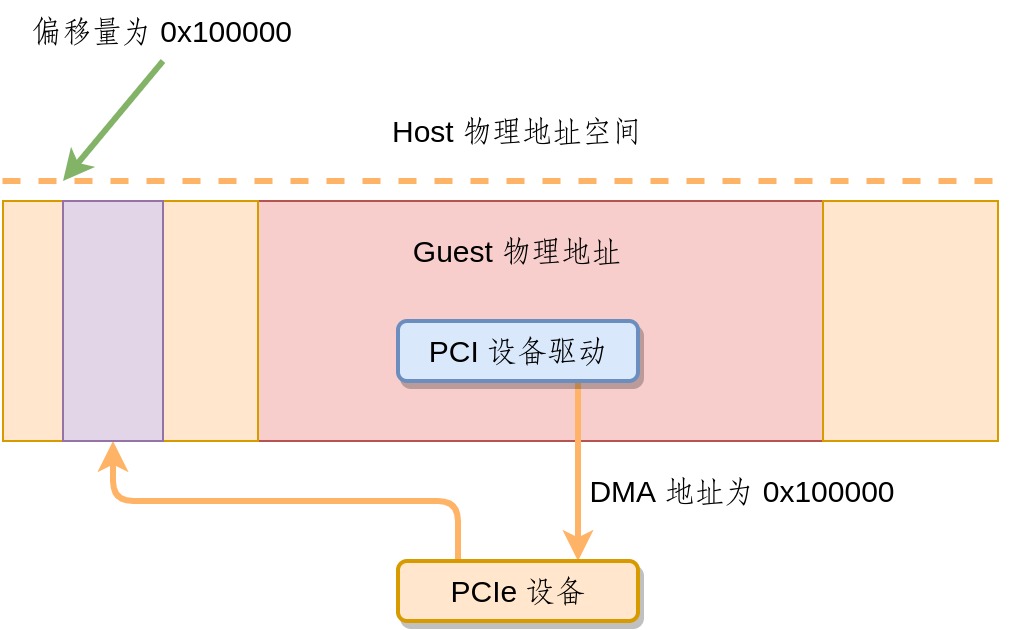 偏移量为 0x100000
Host 物理地址空间
Guest 物理地址
PCI 设备驱动
DMA 地址为 0x100000
PCIe 设备